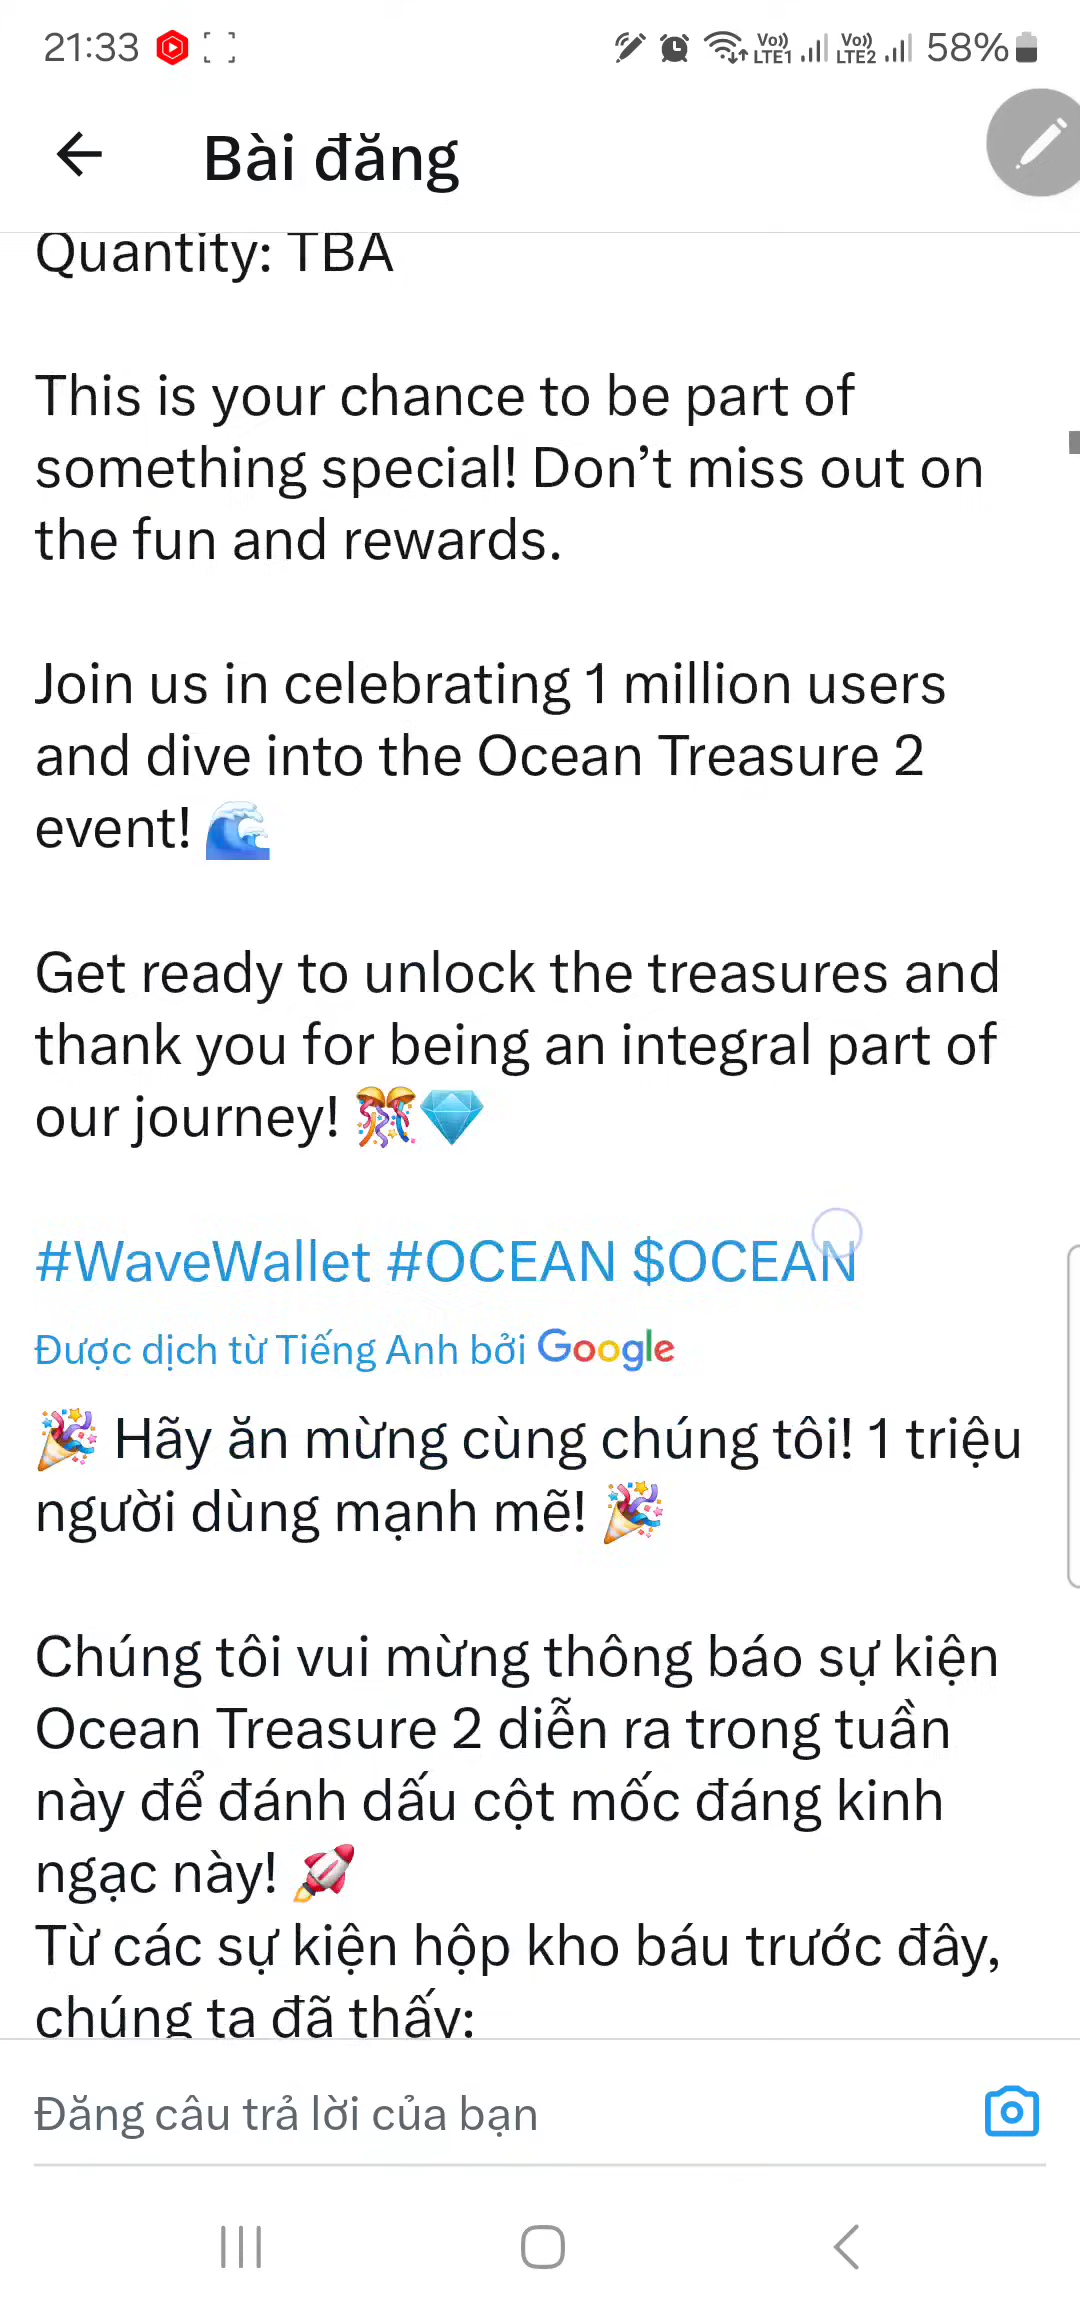 21:33
Vo)) LTE1 Vo)) LTE2 58%
Bài đăng
Quantity: TBA
This is your chance to be part of
something special! Don’t miss out on
the fun and rewards.
Join us in celebrating 1 million users
and dive into the Ocean Treasure 2
event! 🌊
Get ready to unlock the treasures and
thank you for being an integral part of
our journey! 🎊💎
#WaveWallet #OCEAN $OCEAN
Được dịch từ Tiếng Anh bởi Google
🎉 Hãy ăn mừng cùng chúng tôi! 1 triệu
người dùng mạnh mẽ! 🎉
Chúng tôi vui mừng thông báo sự kiện
Ocean Treasure 2 diễn ra trong tuần
này để đánh dấu cột mốc đáng kinh
ngạc này! 🚀
Từ các sự kiện hộp kho báu trước đây,
chúng ta đã thấy:
Đăng câu trả lời của bạn